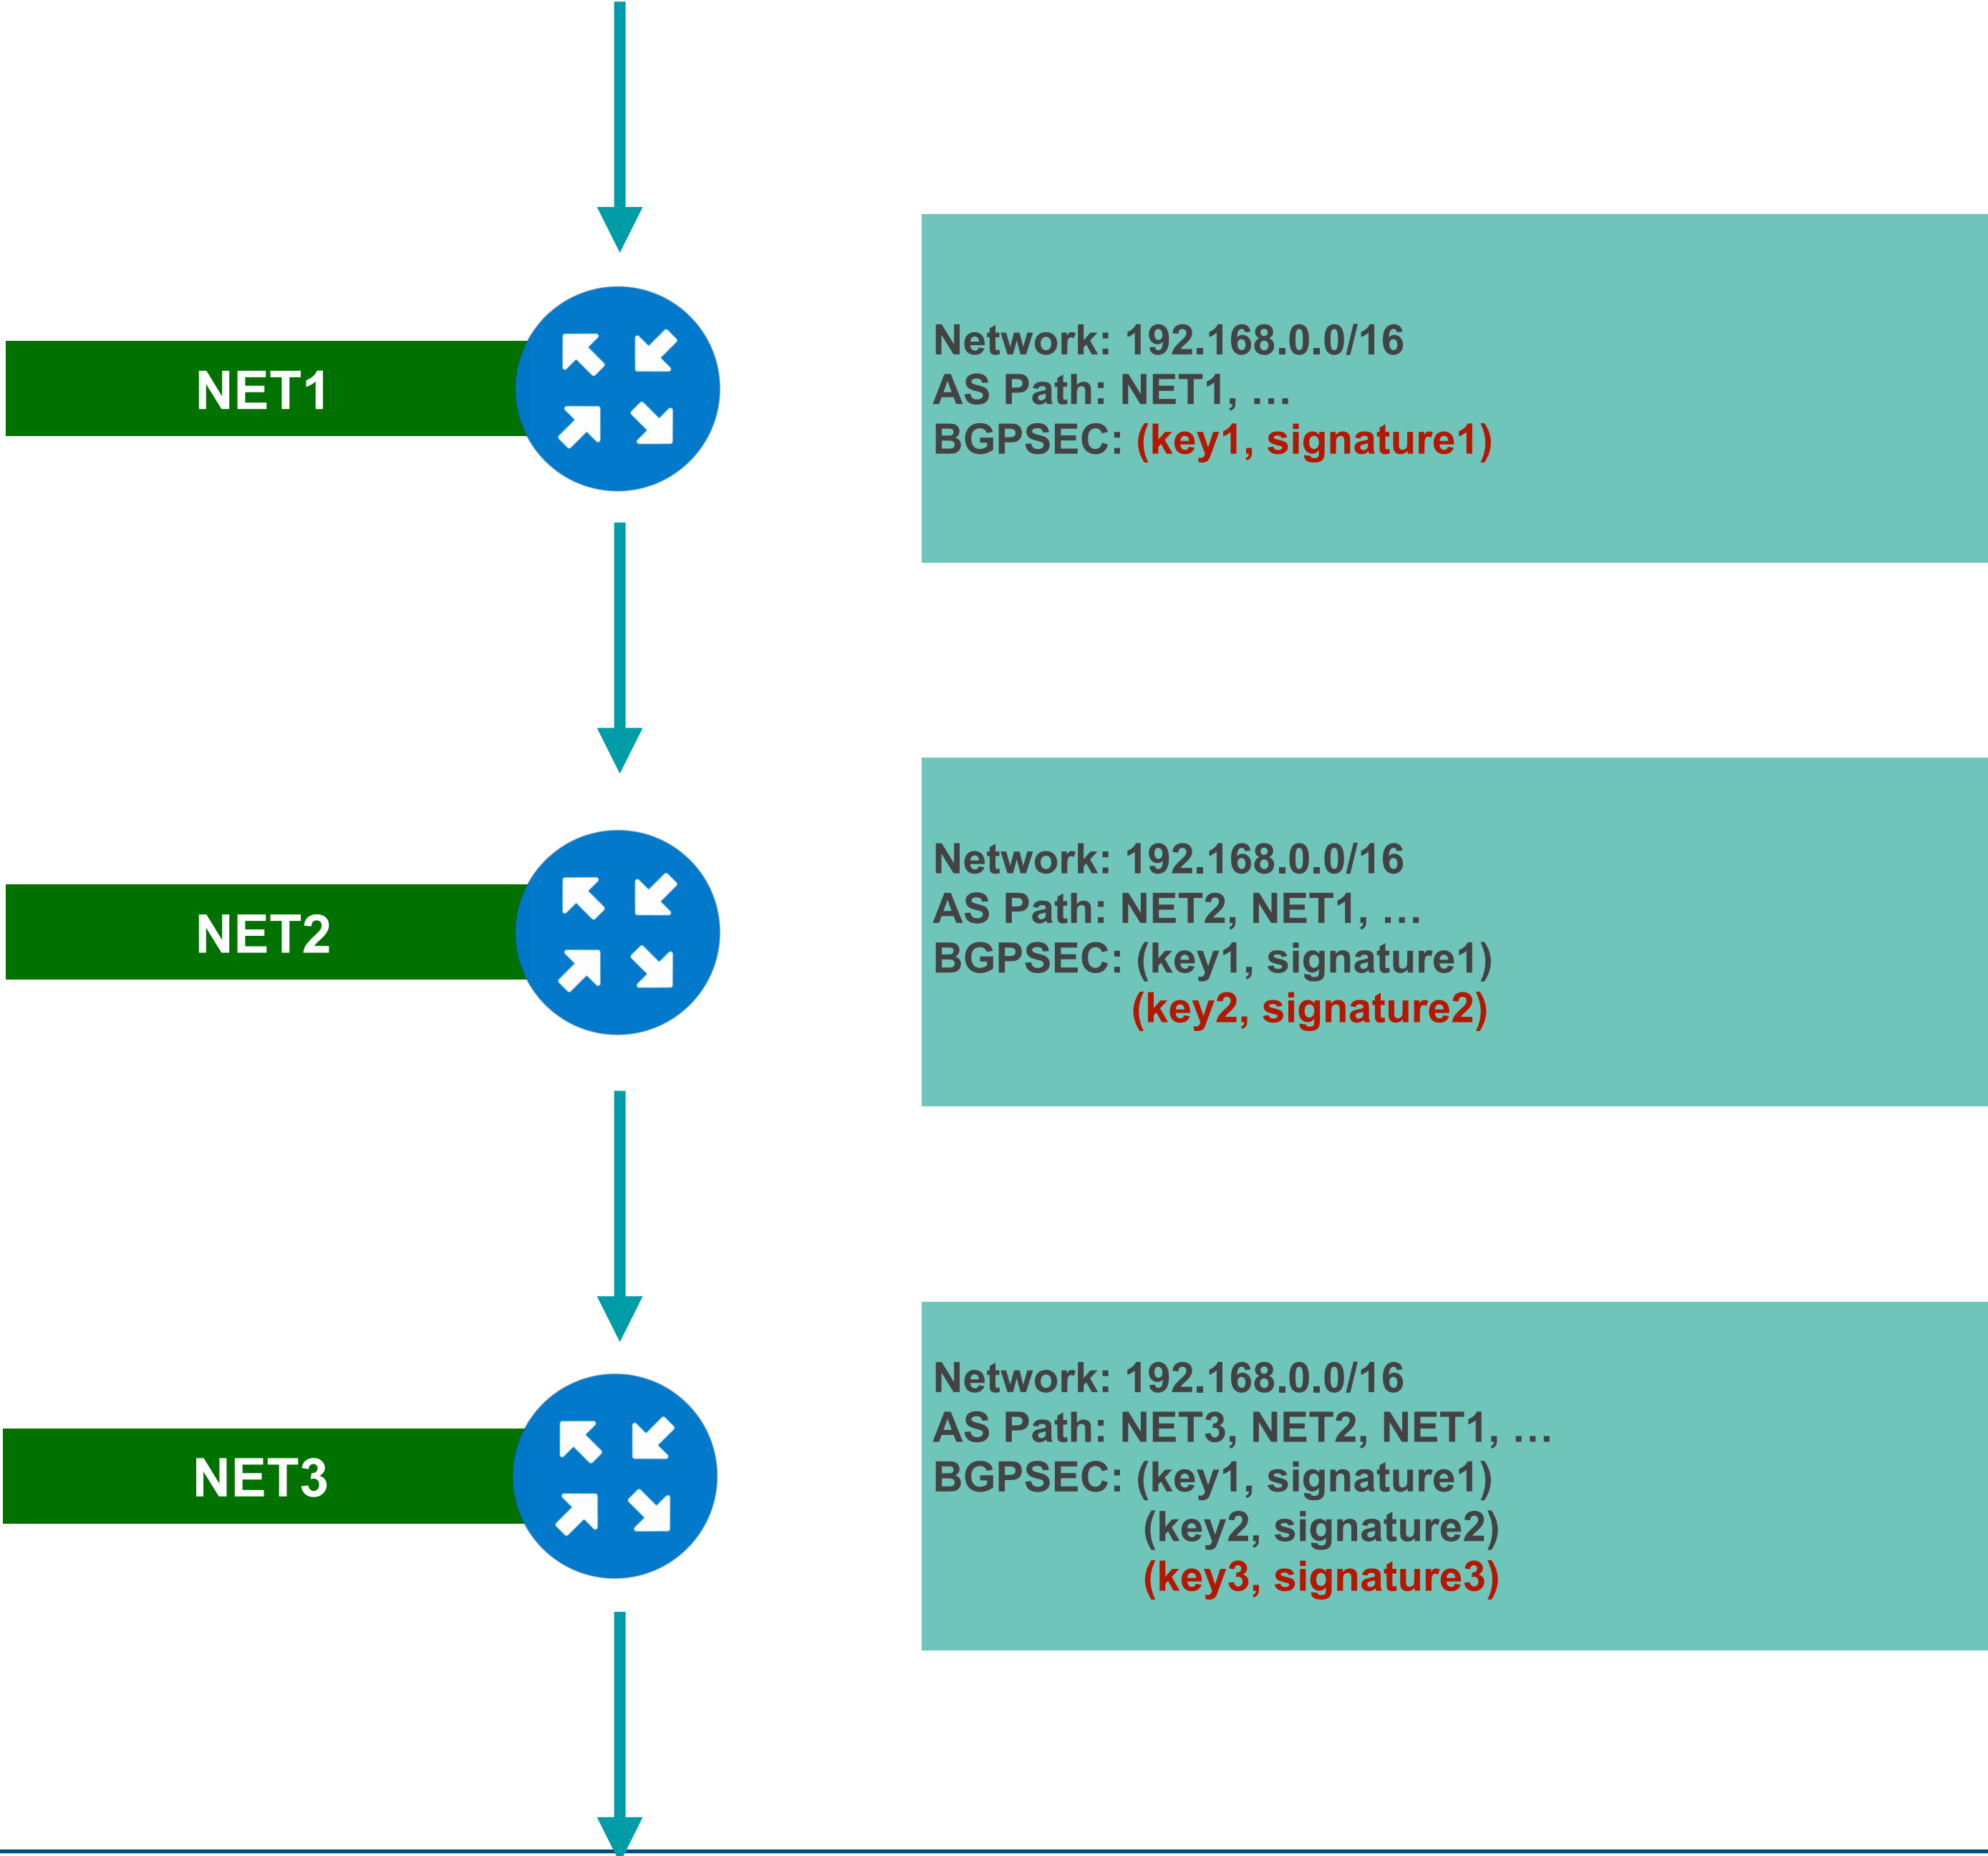 NET1
Network: 192.168.0.0/16
AS Path: NET1, ...
BGPSEC: (key1, signature1)
NET2
Network: 192.168.0.0/16
AS Path: NET2, NET1, ...
BGPSEC: (key1, signature1)
(key2, signature2)
NET3
Network: 192.168.0.0/16
AS Path: NET3, NET2, NET1, ...
BGPSEC: (key1, signature1)
(key2, signature2)
(key3, signature3)